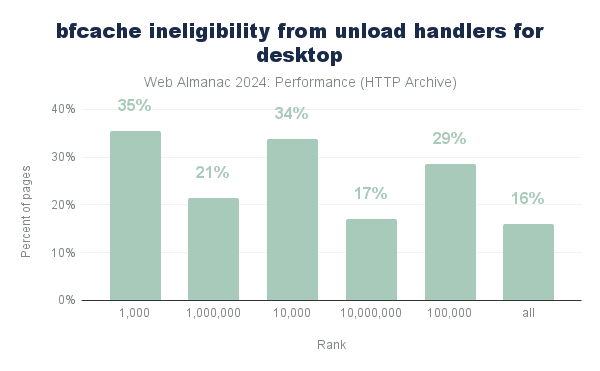 bfcache ineligibility from unload handlers for
desktop
Web Almanac 2024: Performance (HTTP Archive)
Percent of pages
40%
30%
20%
10%
0%
35%
21%
34%
17%
29%
16%
1,000
1,000,000
10,000
10,000,000
100,000
all
Rank